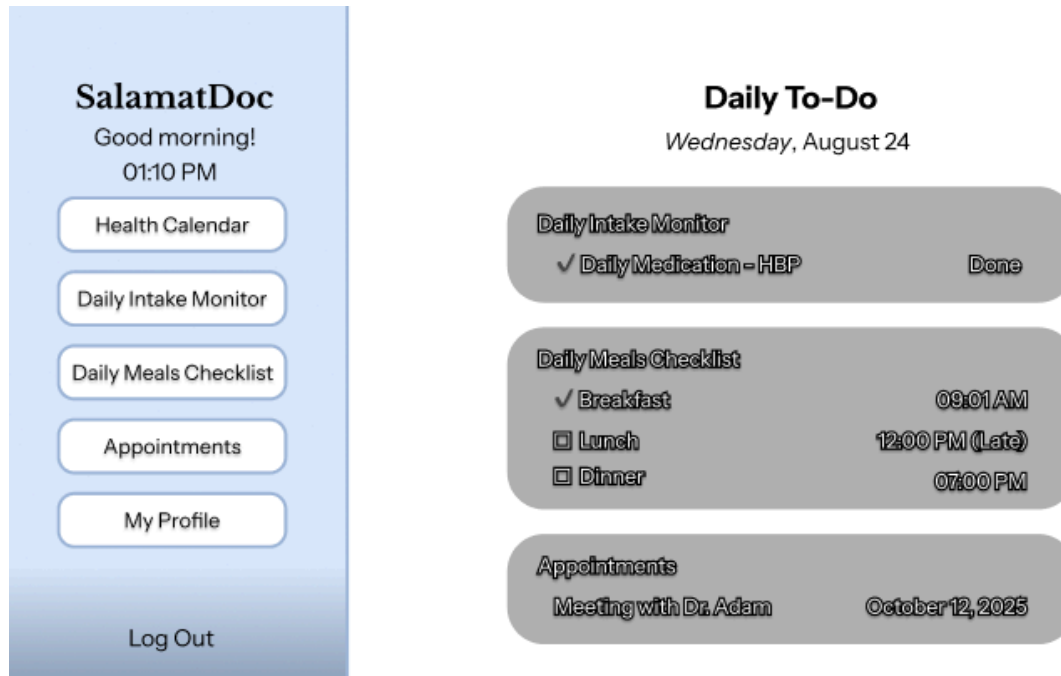 SalamatDoc
Good morning!
01:10 PM
Health Calendar
Daily Intake Monitor
Daily Meals Checklist
Appointments
My Profile
Log Out
Daily To-Do
Wednesday, August 24
Daily Intake Monitor
✓ Daily Medication - HBP Done
Daily Meals Checklist
✓ Breakfast 09:01 AM
☐ Lunch 12:00 PM (Late)
☐ Dinner 07:00 PM
Appointments
Meeting with Dr. Adam October 12, 2025